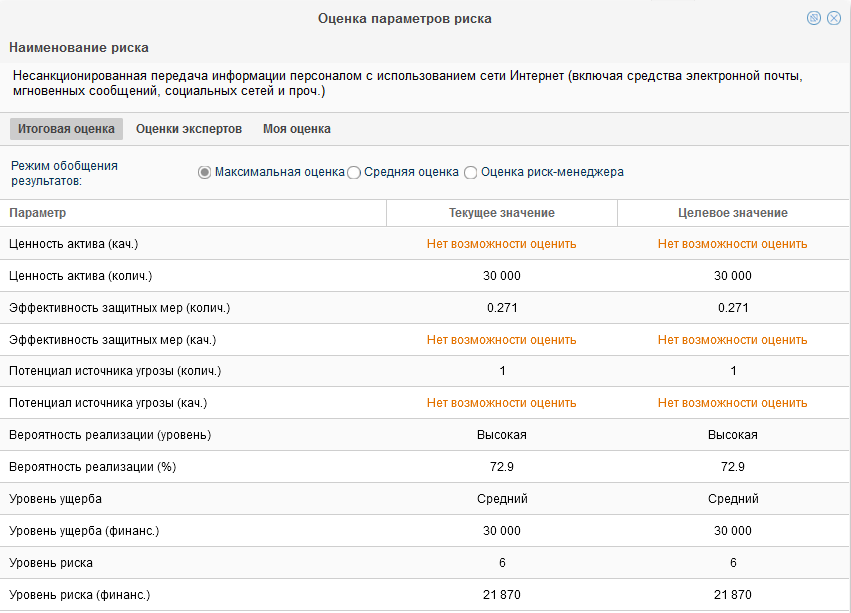 Оценка параметров риска
Наименование риска
Несанкционированная передача информации персоналом с использованием сети Интернет (включая средства электронной почты,
мгновенных сообщений, социальных сетей и проч.)
Итоговая оценка Оценки экспертов Моя оценка
Режим обобщения
результатов:
Максимальная оценка Средняя оценка Оценка риск-менеджера
Параметр Текущее значение Целевое значение
Ценность актива (кач.) Нет возможности оценить Нет возможности оценить
Ценность актива (колич.) 30 000 30 000
Эффективность защитных мер (колич.) 0.271 0.271
Эффективность защитных мер (кач.) Нет возможности оценить Нет возможности оценить
Потенциал источника угрозы (колич.) 1 1
Потенциал источника угрозы (кач.) Нет возможности оценить Нет возможности оценить
Вероятность реализации (уровень) Высокая Высокая
Вероятность реализации (%) 72.9 72.9
Уровень ущерба Средний Средний
Уровень ущерба (финанс.) 30 000 30 000
Уровень риска 6 6
Уровень риска (финанс.) 21 870 21 870